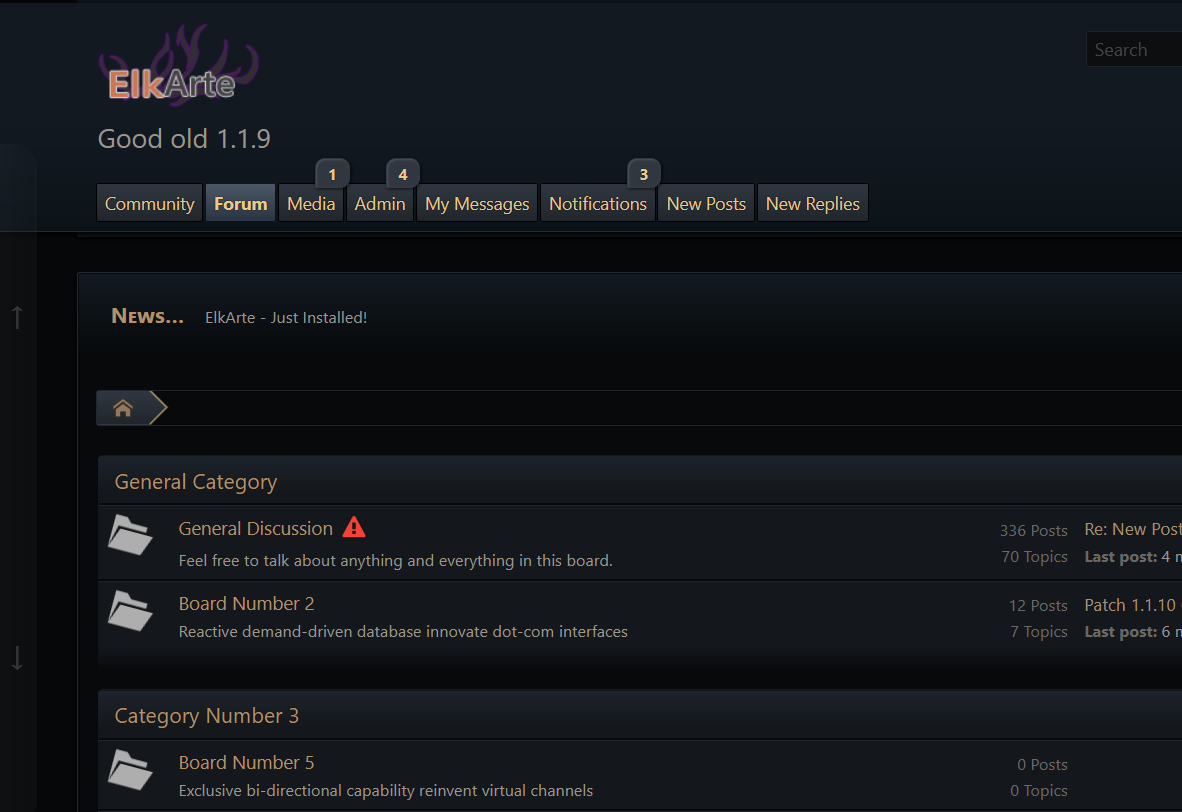 Search
ElkArte
Good old 1.1.9
1 4 3
Community Forum Media Admin My Messages Notifications New Posts New Replies
News... ElkArte - Just Installed!
General Category
General Discussion
Feel free to talk about anything and everything in this board.
336 Posts
70 Topics
Re: New Post
Last post: 4
Board Number 2
Reactive demand-driven database innovate dot-com interfaces
12 Posts
7 Topics
Patch 1.1.10
Last post: 6
Category Number 3
Board Number 5
Exclusive bi-directional capability reinvent virtual channels
0 Posts
0 Topics